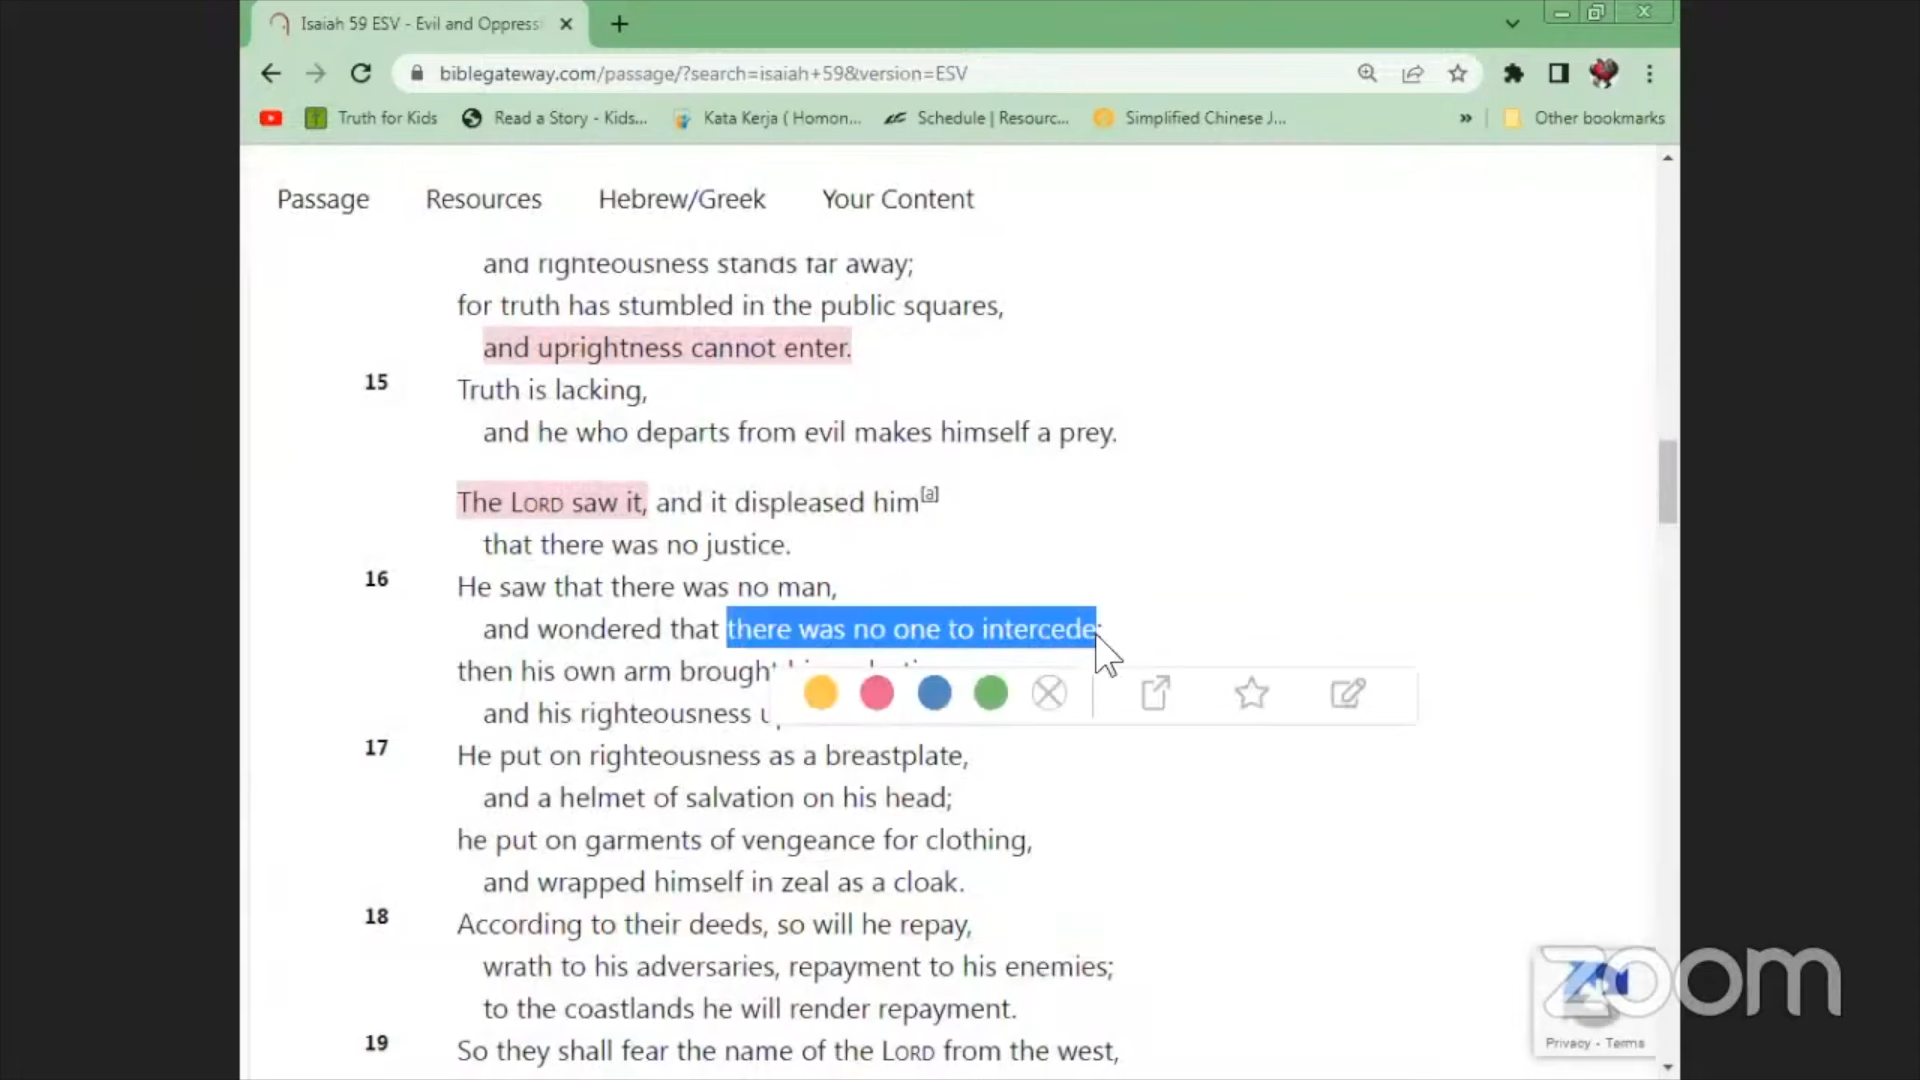 Isaiah 59 ESV - Evil and Oppress
biblegateway.com/passage/?search=isaiah+59&version=ESV
Truth for Kids
Read a Story - Kids...
Kata Kerja ( Homon...
Schedule | Resourc...
Simplified Chinese J...
»
Other bookmarks
Passage
Resources
Hebrew/Greek
Your Content
and righteousness stands far away;
for truth has stumbled in the public squares,
and uprightness cannot enter.
15 Truth is lacking,
and he who departs from evil makes himself a prey.
The LORD saw it, and it displeased him[a]
that there was no justice.
16 He saw that there was no man,
and wondered that there was no one to intercede;
then his own arm brought
and his righteousness
17 He put on righteousness as a breastplate,
and a helmet of salvation on his head;
he put on garments of vengeance for clothing,
and wrapped himself in zeal as a cloak.
18 According to their deeds, so will he repay,
wrath to his adversaries, repayment to his enemies;
to the coastlands he will render repayment.
19 So they shall fear the name of the LORD from the west,
zoom
Privacy - Terms